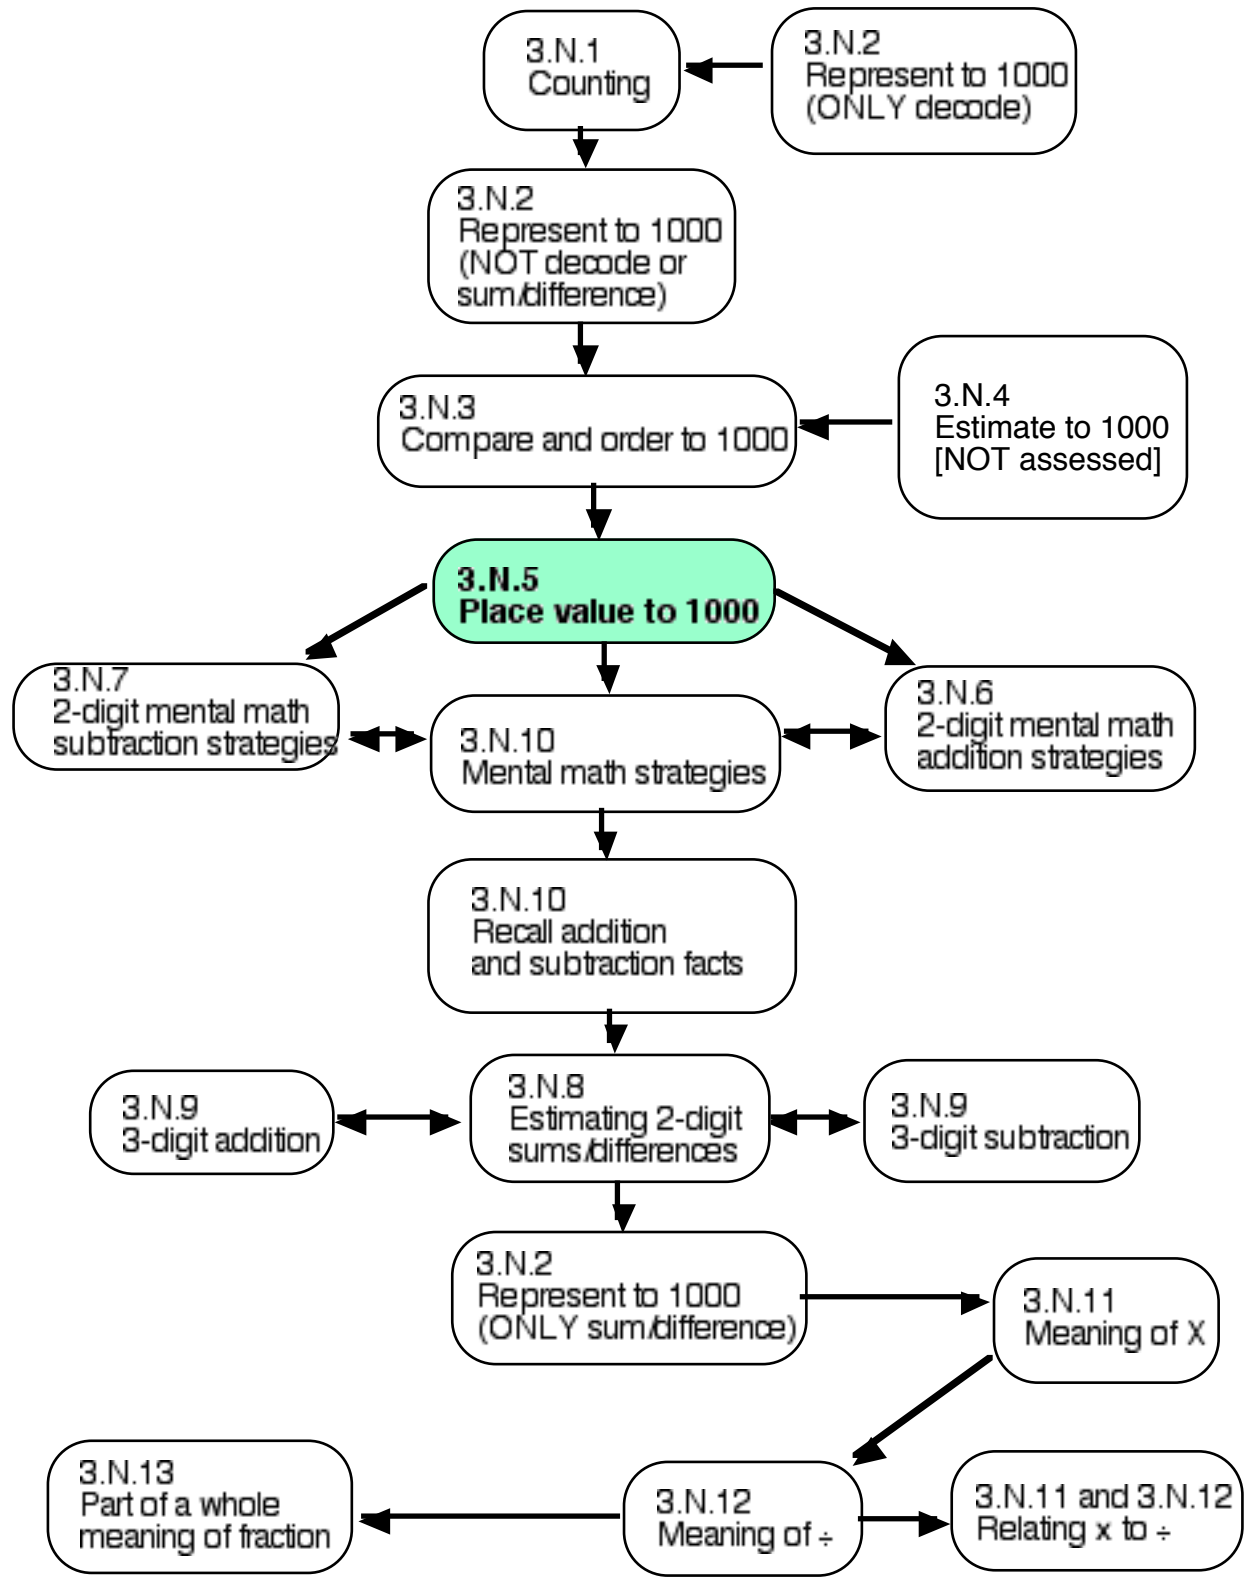 3.N.1
Counting
3.N.2
Represent to 1000
(ONLY decode)
3.N.2
Represent to 1000
(NOT decode or
sum/difference)
3.N.3
Compare and order to 1000
3.N.4
Estimate to 1000
[NOT assessed]
3.N.5
Place value to 1000
3.N.7
2-digit mental math
subtraction strategies
3.N.10
Mental math strategies
3.N.6
2-digit mental math
addition strategies
3.N.10
Recall addition
and subtraction facts
3.N.9
3-digit addition
3.N.8
Estimating 2-digit
sums/differences
3.N.9
3-digit subtraction
3.N.2
Represent to 1000
(ONLY sum/difference)
3.N.11
Meaning of X
3.N.13
Part of a whole
meaning of fraction
3.N.12
Meaning of ÷
3.N.11 and 3.N.12
Relating x to ÷